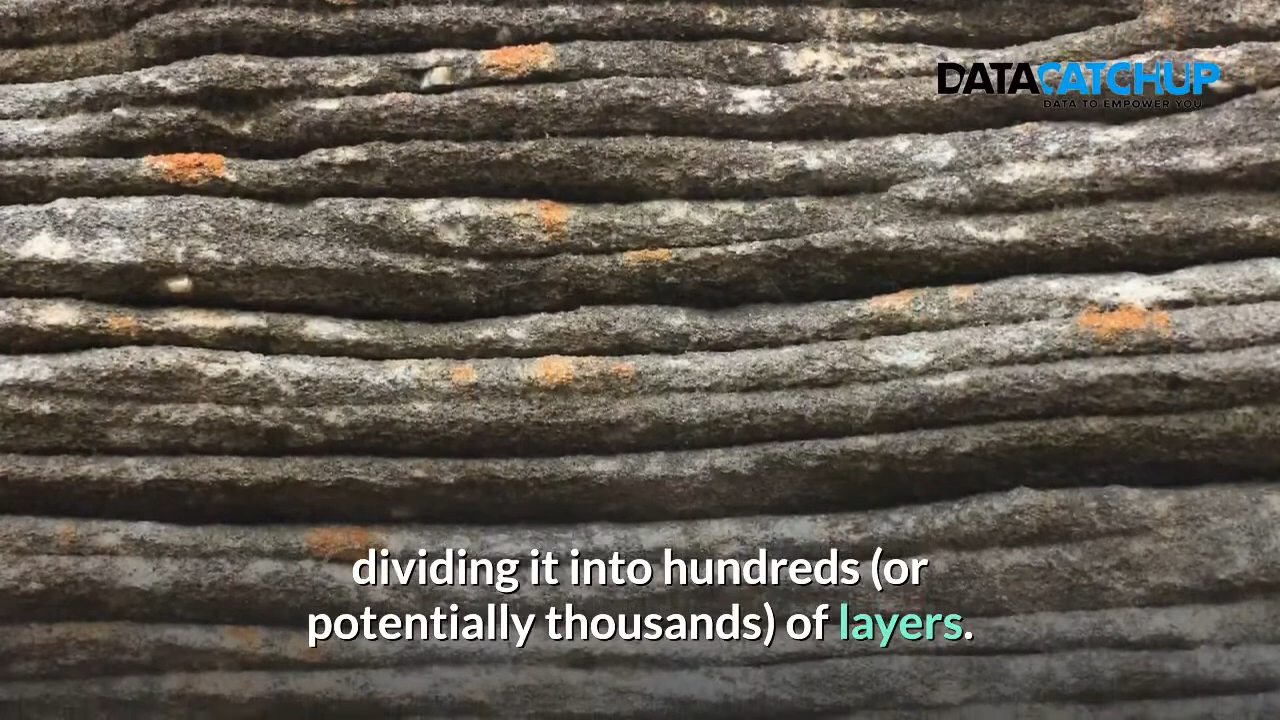 DATACATCHUP
DATA TO EMPOWER YOU
dividing it into hundreds (or
potentially thousands) of layers.